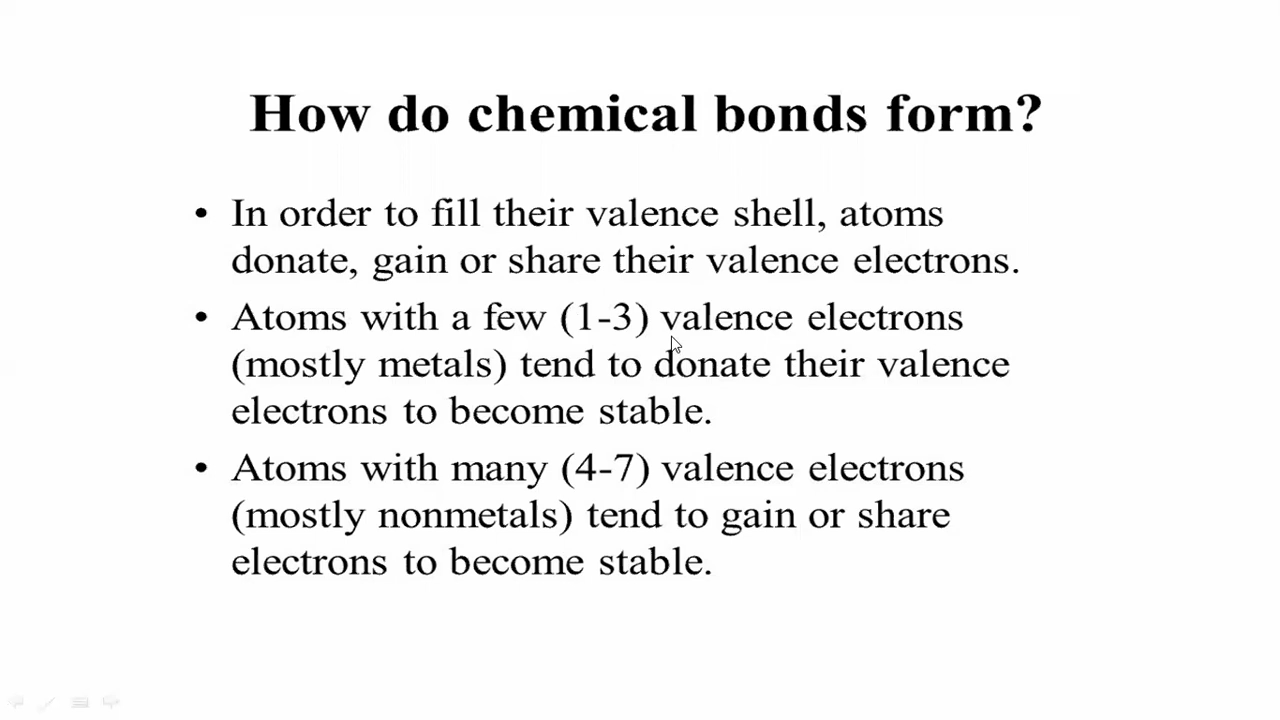 How do chemical bonds form?
• In order to fill their valence shell, atoms
donate, gain or share their valence electrons.
• Atoms with a few (1-3) valence electrons
(mostly metals) tend to donate their valence
electrons to become stable.
• Atoms with many (4-7) valence electrons
(mostly nonmetals) tend to gain or share
electrons to become stable.